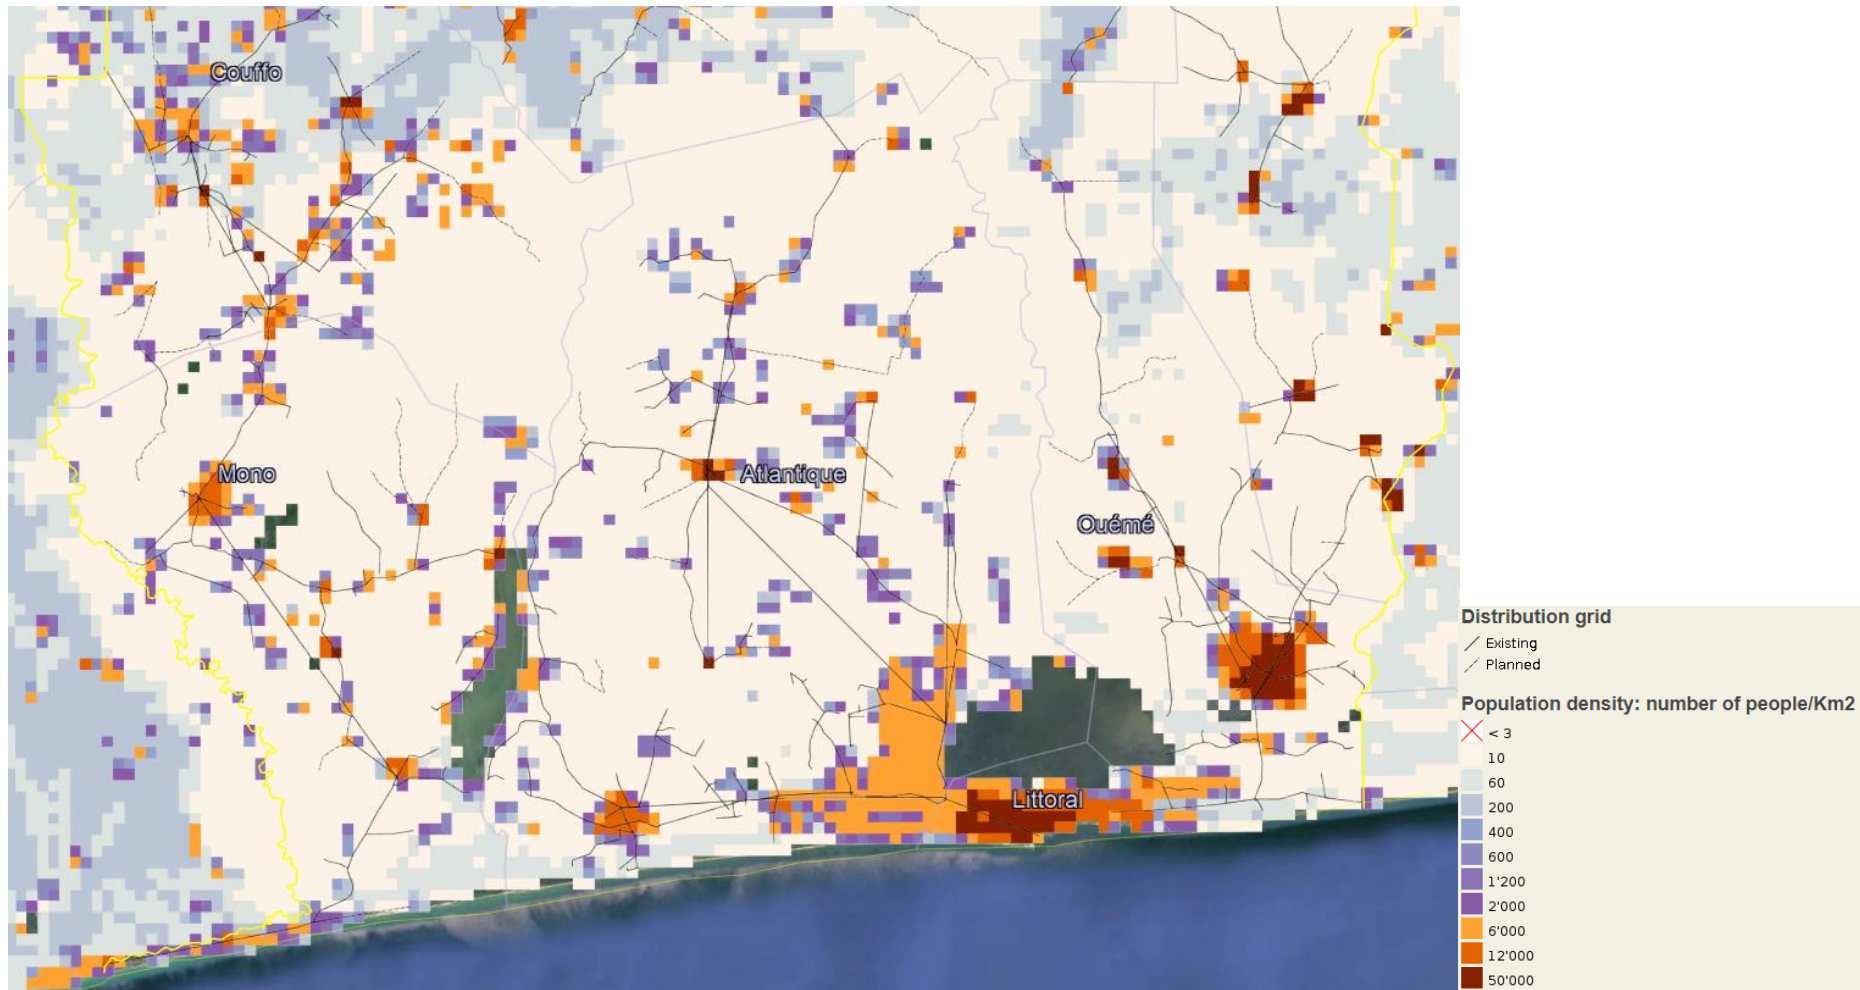 Couffo
Mono
Atlantique
Ouémé
Littoral
Distribution grid
Existing
Planned
Population density: number of people/Km2
< 3
10
60
200
400
600
1'200
2'000
6'000
12'000
50'000